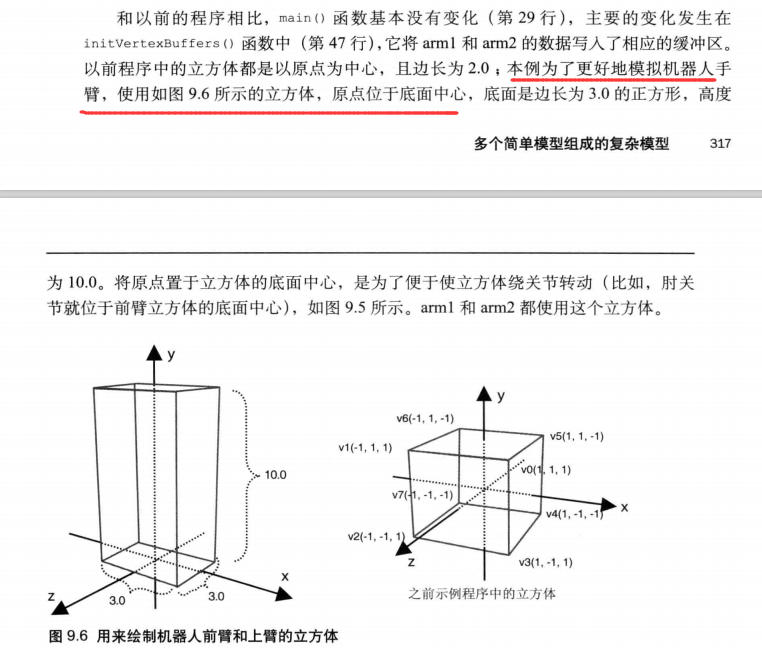 和以前的程序相比，main() 函数基本没有变化（第 29 行），主要的变化发生在
initVertexBuffers() 函数中（第 47 行），它将 arm1 和 arm2 的数据写入了相应的缓冲区。
以前程序中的立方体都是以原点为中心，且边长为 2.0；本例为了更好地模拟机器人手
臂，使用如图 9.6 所示的立方体，原点位于底面中心，底面是边长为 3.0 的正方形，高度
多个简单模型组成的复杂模型 317
为 10.0。将原点置于立方体的底面中心，是为了便于使立方体绕关节转动（比如，肘关
节就位于前臂立方体的底面中心），如图 9.5 所示。arm1 和 arm2 都使用这个立方体。
y
10.0
x
z
3.0
3.0
y
v6(-1, 1, -1)
v5(1, 1, -1)
v1(-1, 1, 1)
v0(1, 1, 1)
v7(-1, -1, -1)
x
v4(1, -1, -1)
v2(-1, -1, 1)
z
v3(1, -1, 1)
之前示例程序中的立方体
图 9.6 用来绘制机器人前臂和上臂的立方体